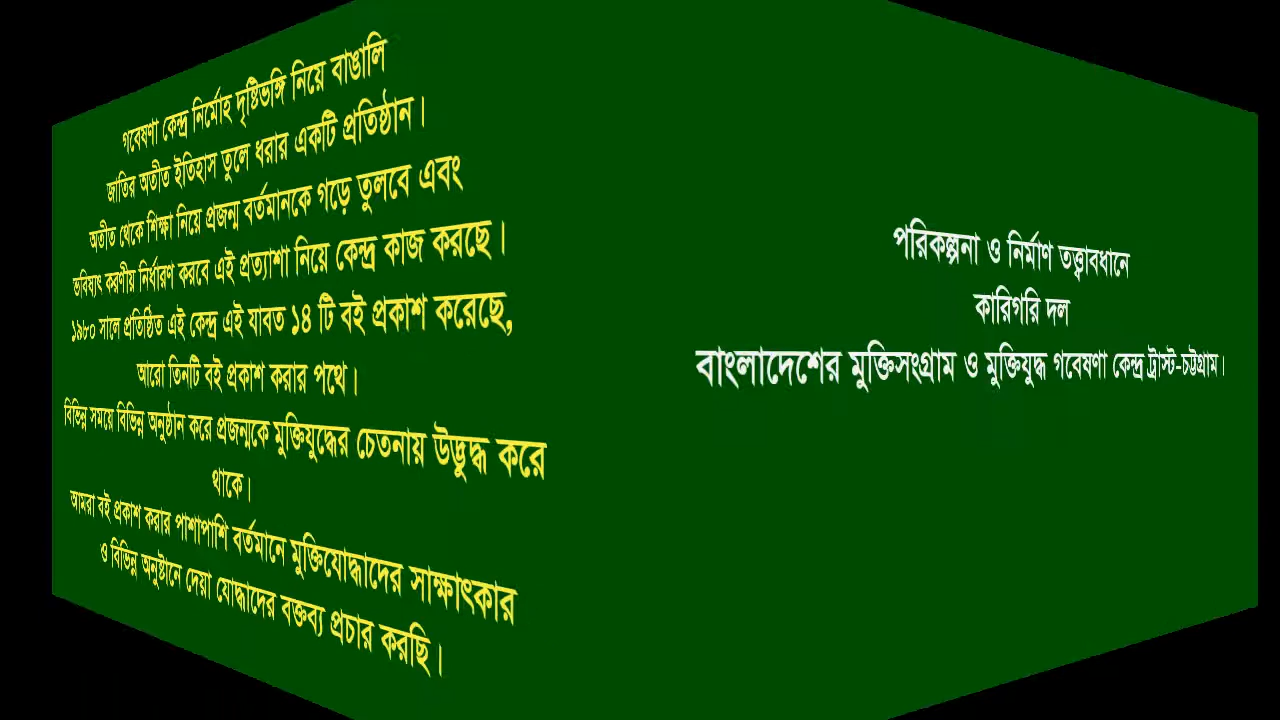 গবেষণা কেন্দ্র নির্মোহ দৃষ্টিভঙ্গি নিয়ে বাঙালি
জাতির অতীত ইতিহাস তুলে ধরার একটি প্রতিষ্ঠান।
অতীত থেকে শিক্ষা নিয়ে প্রজন্ম বর্তমানকে গড়ে তুলবে এবং
ভবিষ্যৎ করণীয় নির্ধারণ করবে এই প্রত্যাশা নিয়ে কেন্দ্র কাজ করছে।
১৯৮০ সালে প্রতিষ্ঠিত এই কেন্দ্র এই যাবত ১৪ টি বই প্রকাশ করেছে,
আরো তিনটি বই প্রকাশ করার পথে।
বিভিন্ন সময়ে বিভিন্ন অনুষ্ঠান করে প্রজন্মকে মুক্তিযুদ্ধের চেতনায় উদ্ভুদ্ধ করে
থাকে।
আমরা বই প্রকাশ করার পাশাপাশি বর্তমানে মুক্তিযোদ্ধাদের সাক্ষাৎকার
ও বিভিন্ন অনুষ্টানে দেয়া যোদ্ধাদের বক্তব্য প্রচার করছি।
পরিকল্পনা ও নির্মাণ তত্ত্বাবধানে
কারিগরি দল
বাংলাদেশের মুক্তিসংগ্রাম ও মুক্তিযুদ্ধ গবেষণা কেন্দ্র ট্রাস্ট-চট্টগ্রাম।